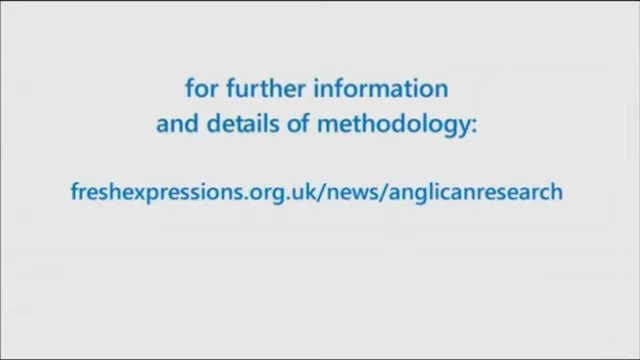 for further information
and details of methodology:
freshexpressions.org.uk/news/anglicanresearch